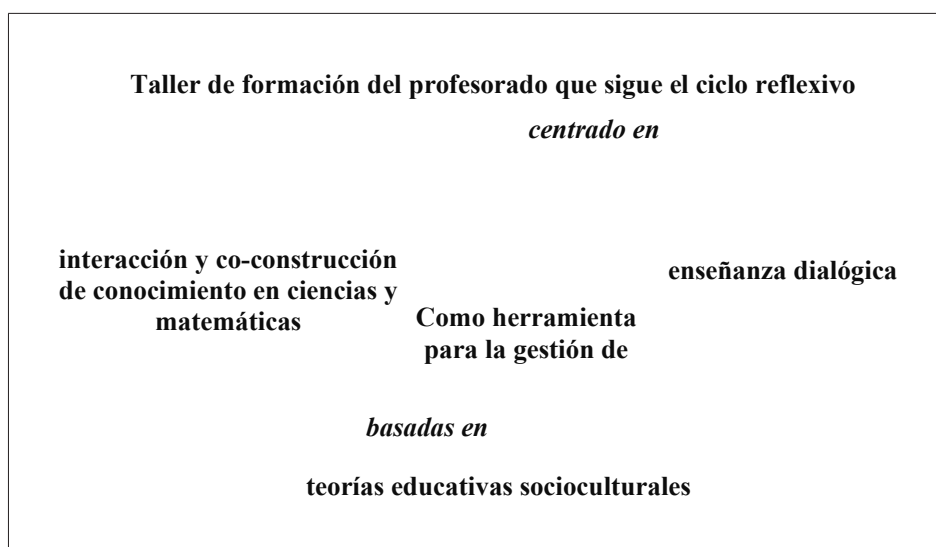 Taller de formación del profesorado que sigue el ciclo reflexivo
centrado en
interacción y co-construcción
de conocimiento en ciencias y
matemáticas
enseñanza dialógica
Como herramienta
para la gestión de
basadas en
teorías educativas socioculturales